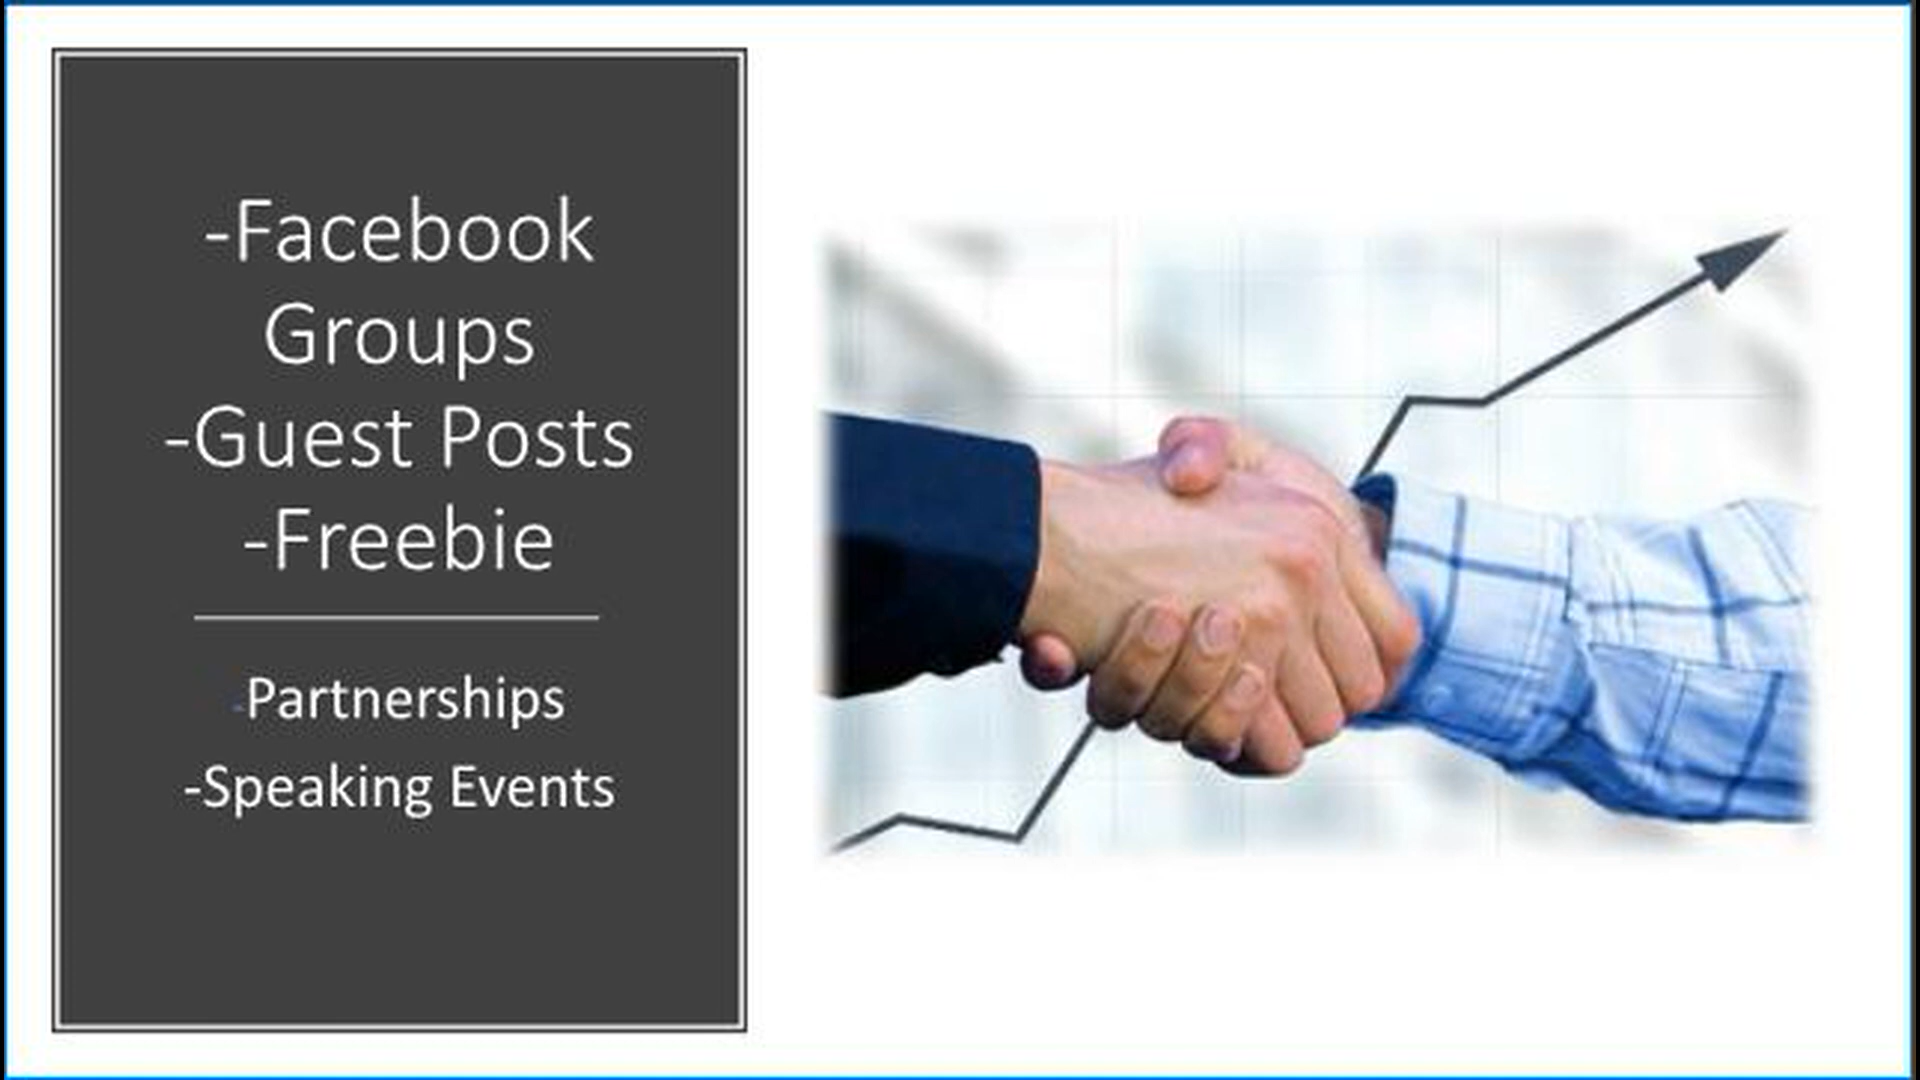 -Facebook
Groups
-Guest Posts
-Freebie
-Partnerships
-Speaking Events